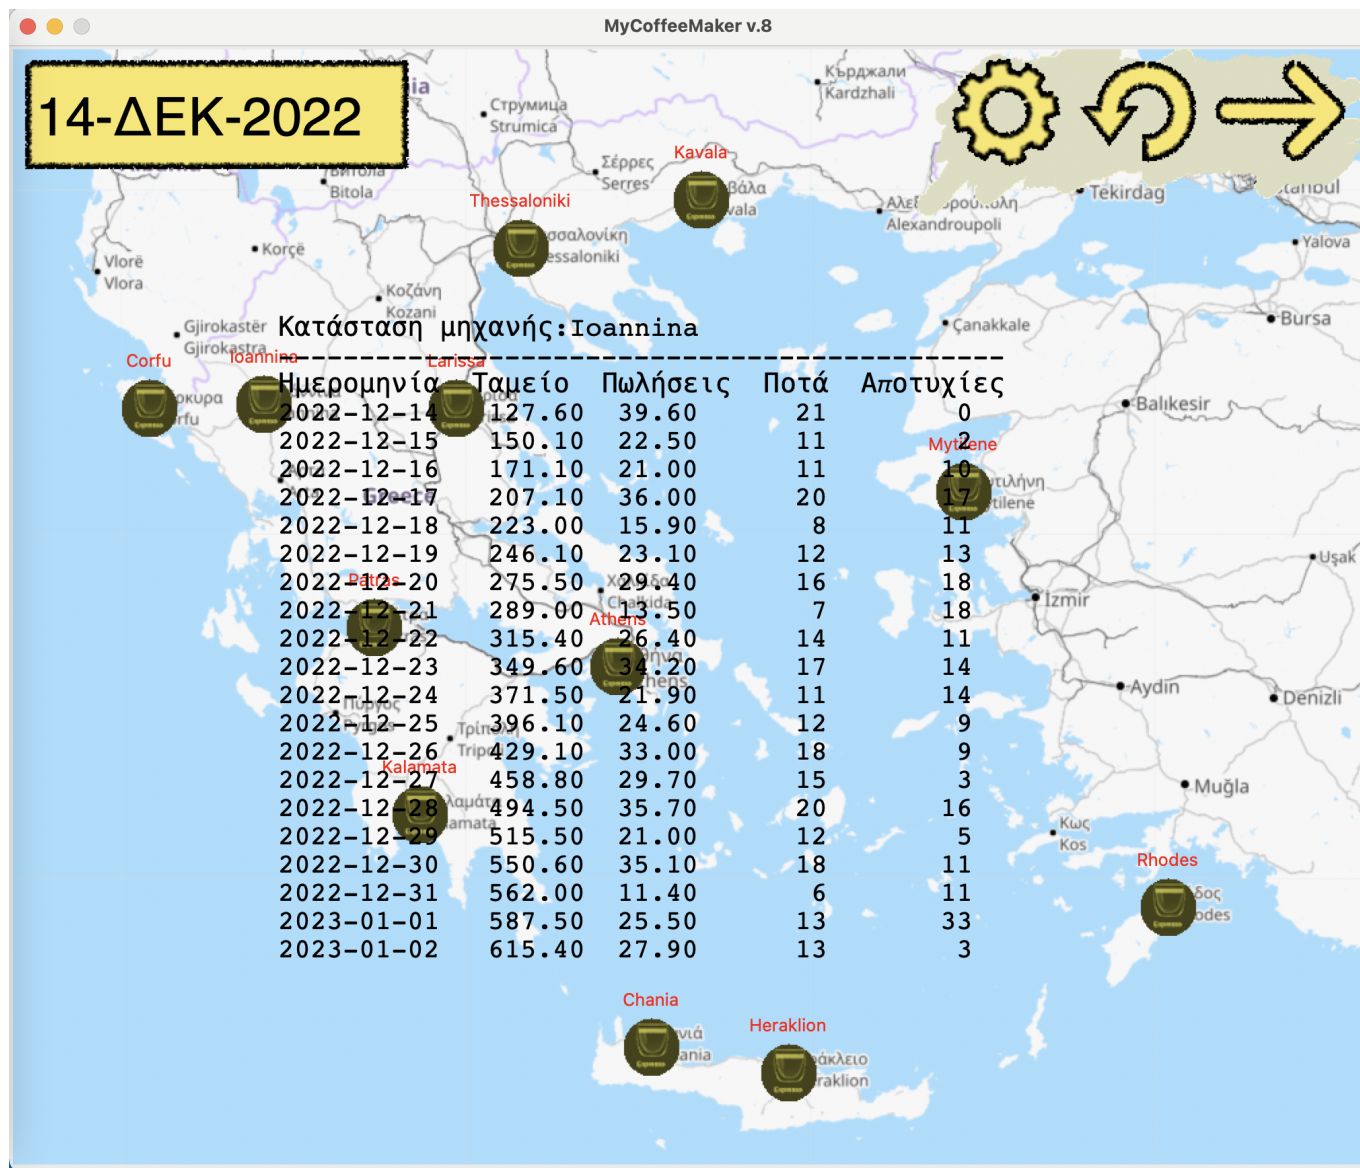 MyCoffeeMaker v.8
14-ΔΕΚ-2022
Кърджали
Kardzhali
Струмица
Strumica
Σέρρες
Serres
Kavala
Битола
Bitola
Thessaloniki
Tekirdag
Alexandroupoli
Yalova
Korçë
Vlorë
Vlora
Κοζάνη
Kozani
Gjirokastër
Gjirokastra
Çanakkale
Bursa
Κατάσταση μηχανής:Ioannina
-----------------------------------------------
Corfu
Ioannina
Larissa
Ημερομηνία Ταμείο Πωλήσεις Ποτά Αποτυχίες
2022-12-14 127.60 39.60 21 0
2022-12-15 150.10 22.50 11 2
2022-12-16 171.10 21.00 11 10
2022-12-17 207.10 36.00 20 17
2022-12-18 223.00 15.90 8 11
2022-12-19 246.10 23.10 12 13
2022-12-20 275.50 29.40 16 18
2022-12-21 289.00 13.50 7 18
2022-12-22 315.40 26.40 14 11
2022-12-23 349.60 34.20 17 14
2022-12-24 371.50 21.90 11 14
2022-12-25 396.10 24.60 12 9
2022-12-26 429.10 33.00 18 9
2022-12-27 458.80 29.70 15 3
2022-12-28 494.50 35.70 20 16
2022-12-29 515.50 21.00 12 5
2022-12-30 550.60 35.10 18 11
2022-12-31 562.00 11.40 6 11
2023-01-01 587.50 25.50 13 33
2023-01-02 615.40 27.90 13 3
Balıkesir
Mytilene
Greece
Uşak
Patras
Chalkida
İzmir
Athens
Aydin
Denizli
Πύργος
Pyrgos
Τρίπολη
Tripoli
Kalamata
Muğla
Κως
Kos
Rhodes
Chania
Heraklion